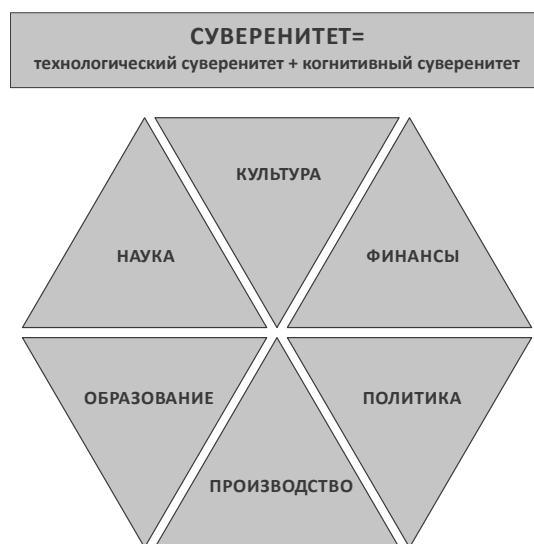 СУВЕРЕНИТЕТ=
технологический суверенитет + когнитивный суверенитет
КУЛЬТУРА
НАУКА
ФИНАНСЫ
ОБРАЗОВАНИЕ
ПОЛИТИКА
ПРОИЗВОДСТВО